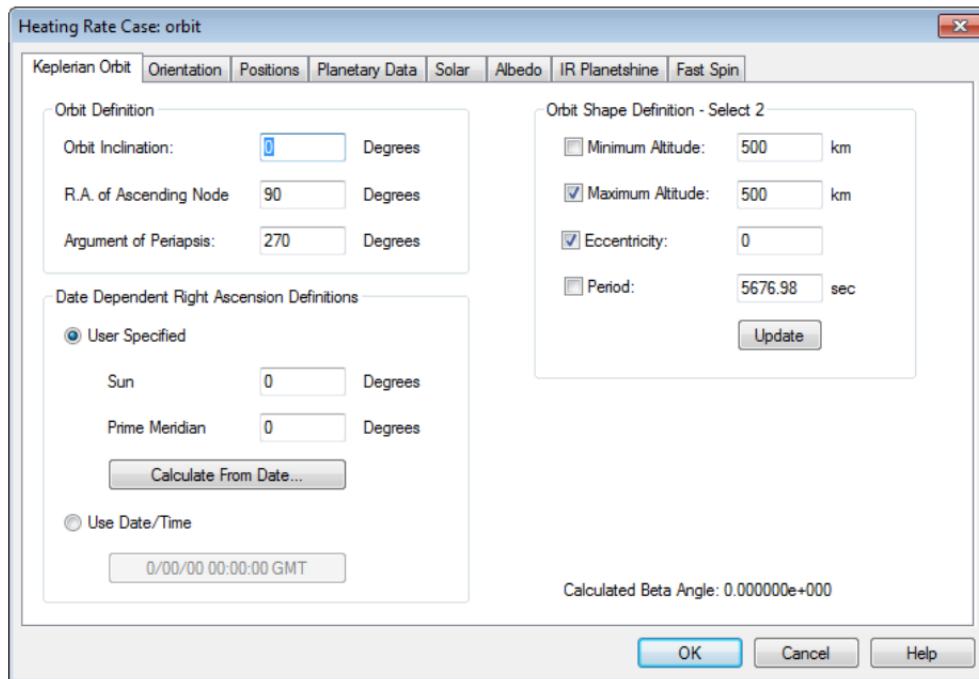 Heating Rate Case: orbit
Keplerian Orbit Orientation Positions Planetary Data Solar Albedo IR Planetshine Fast Spin
Orbit Definition
Orbit Inclination: 0 Degrees
R.A. of Ascending Node 90 Degrees
Argument of Periapsis: 270 Degrees
Date Dependent Right Ascension Definitions
User Specified
Sun 0 Degrees
Prime Meridian 0 Degrees
Calculate From Date...
Use Date/Time
0/00/00 00:00:00 GMT
Orbit Shape Definition - Select 2
Minimum Altitude: 500 km
Maximum Altitude: 500 km
Eccentricity: 0
Period: 5676.98 sec
Update
Calculated Beta Angle: 0.000000e+000
OK Cancel Help